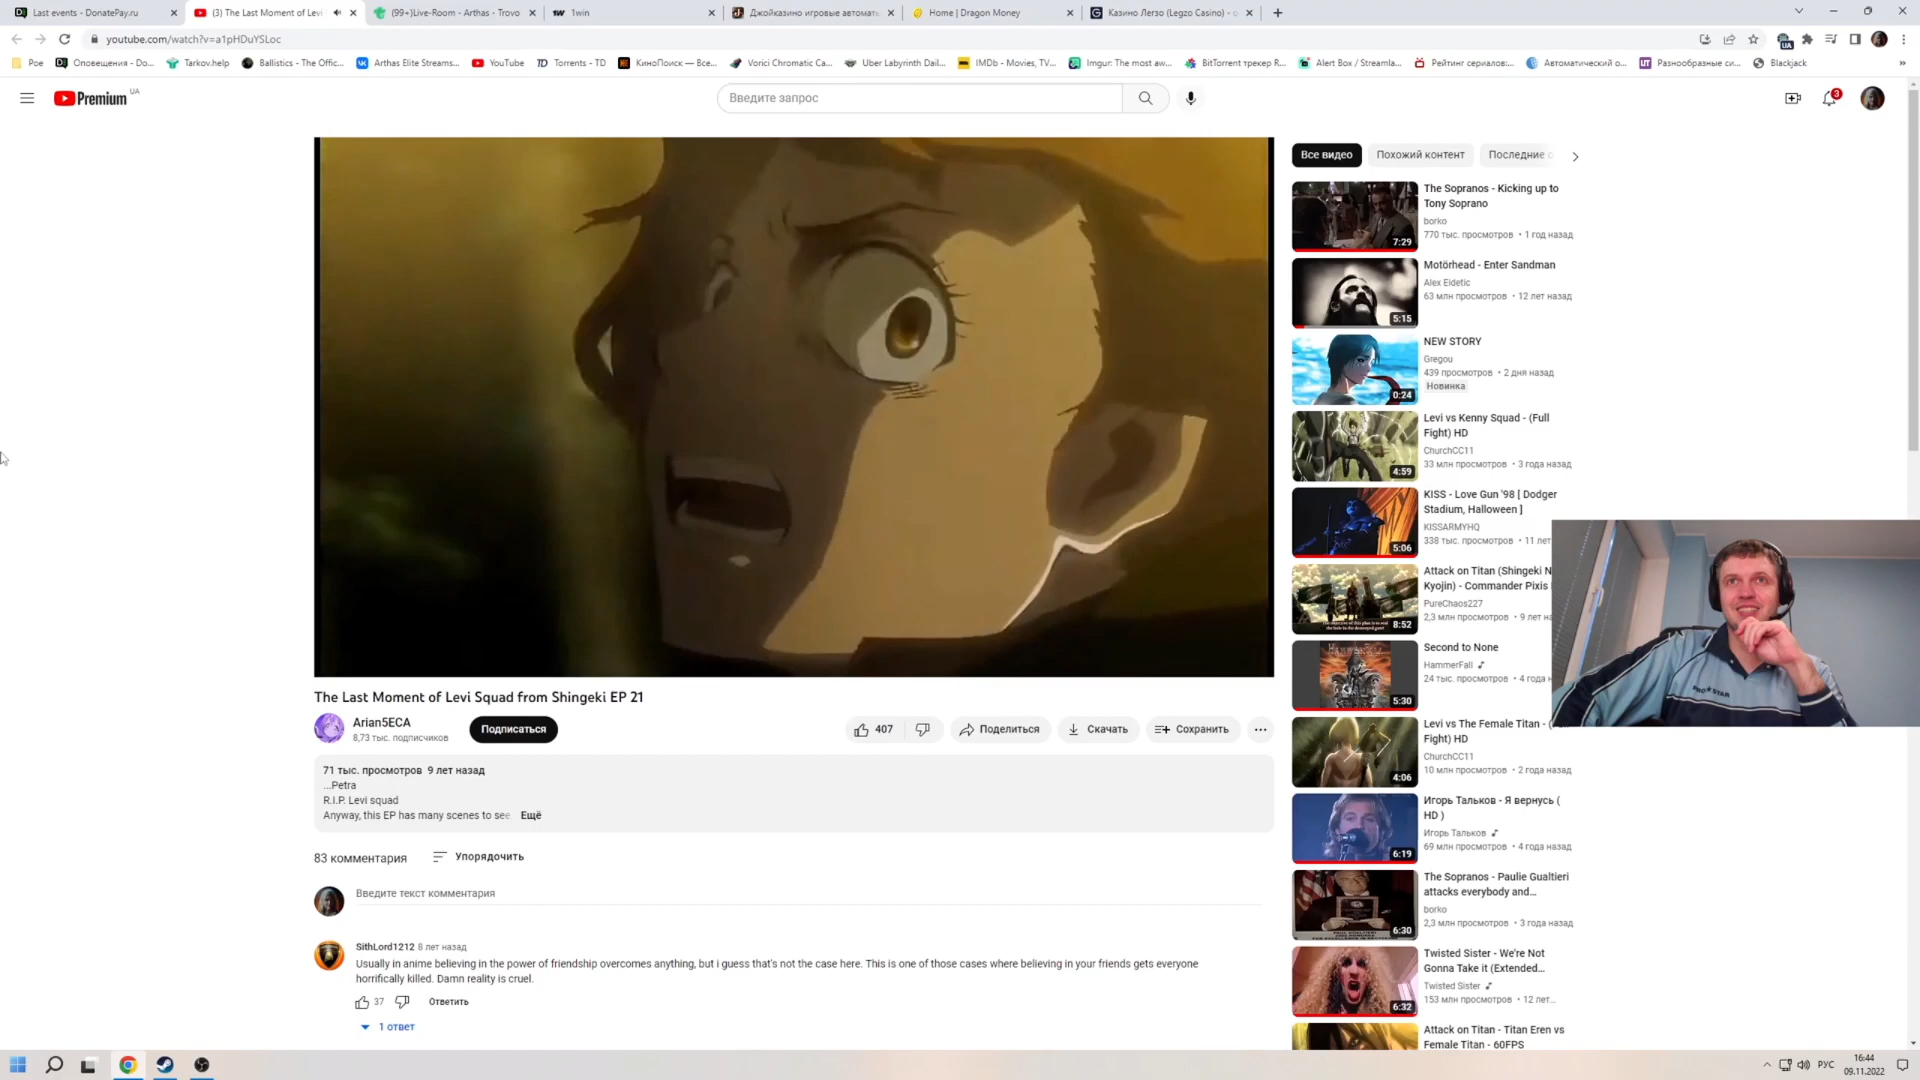 Last events - DonatePay.ru
(3) The Last Moment of Levi
(99+)Live-Room - Arthas - Trovo
1win
Джойказино игровые автомат
Home | Dragon Money
Казино Легзо (Legzo Casino) - о
youtube.com/watch?v=a1pHDuYSLoc
Poe
Оповещения - Do...
Tarkov.help
Ballistics - The Offic...
Arthas Elite Streams...
YouTube
Torrents - TD
КиноПоиск — Все...
Vorici Chromatic Ca...
Uber Labyrinth Dail...
IMDb - Movies, TV...
Imgur: The most aw...
BitTorrent трекер R...
Alert Box / Streamla...
Рейтинг сериалов:...
Автоматический о...
Разнообразные си...
Blackjack
Premium UA
Введите запрос
3
Все видео
Похожий контент
Последние
The Sopranos - Kicking up to
Tony Soprano
borko
770 тыс. просмотров • 1 год назад
7:29
Motörhead - Enter Sandman
Alex Eldetic
63 млн просмотров • 12 лет назад
5:15
NEW STORY
Gregou
439 просмотров • 2 дня назад
Новинка
0:24
Levi vs Kenny Squad - (Full
Fight) HD
ChurchCC11
33 млн просмотров • 3 года назад
4:59
KISS - Love Gun '98 [ Dodger
Stadium, Halloween ]
KISSARMYHQ
338 тыс. просмотров • 11 лет
5:06
Attack on Titan (Shingeki N
Kyojin) - Commander Pixis
PureChaos227
2,3 млн просмотров • 9 лет на
8:52
Second to None
HammerFall
24 тыс. просмотров • 4 года н
5:30
Levi vs The Female Titan - (
Fight) HD
ChurchCC11
10 млн просмотров • 2 года назад
4:06
Игорь Тальков - Я вернусь (
HD )
Игорь Тальков
69 млн просмотров • 4 года назад
6:19
The Sopranos - Paulie Gualtieri
attacks everybody and...
borko
2,3 млн просмотров • 3 года назад
6:30
Twisted Sister - We're Not
Gonna Take it (Extended...
Twisted Sister
153 млн просмотров • 12 лет...
6:32
Attack on Titan - Titan Eren vs
Female Titan - 60FPS
PRO★STAR
The Last Moment of Levi Squad from Shingeki EP 21
Arian5ECA
8,73 тыс. подписчиков
Подписаться
407
Поделиться
Скачать
Сохранить
71 тыс. просмотров 9 лет назад
...Petra
R.I.P. Levi squad
Anyway, this EP has many scenes to see. Ещё
83 комментария
Упорядочить
Введите текст комментария
SithLord1212 8 лет назад
Usually in anime believing in the power of friendship overcomes anything, but i guess that's not the case here. This is one of those cases where believing in your friends gets everyone
horrifically killed. Damn reality is cruel.
37
Ответить
1 ответ
РУС
16:44
09.11.2022